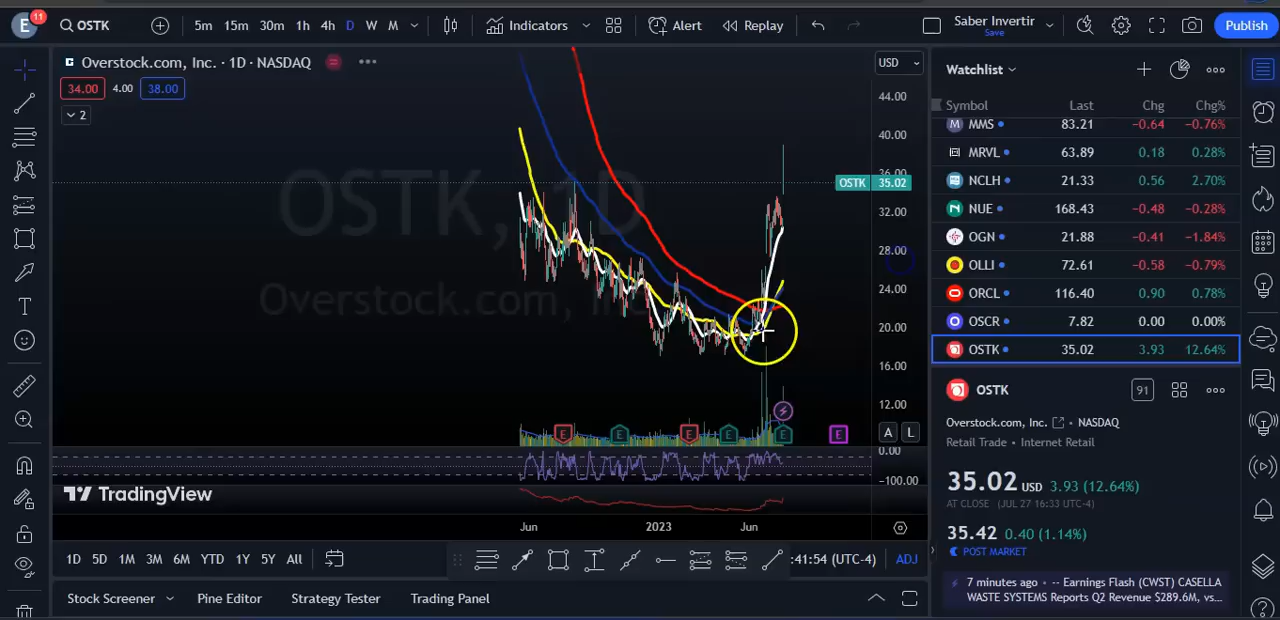 E 11 OSTK 5m 15m 30m 1h 4h D W M Indicators Alert Replay Saber Invertir Save Publish
Overstock.com, Inc. · 1D · NASDAQ
34.00 4.00 38.00
2
USD
44.00
40.00
36.00
OSTK 35.02
32.00
28.00
24.00
20.00
16.00
12.00
0.00
-100.00
OSTK, 1D
Overstock.com, Inc.
A L
E E E E E E
TradingView
Jun 2023 Jun
1D 5D 1M 3M 6M YTD 1Y 5Y All :41:54 (UTC-4) ADJ
Stock Screener Pine Editor Strategy Tester Trading Panel
Watchlist
Symbol Last Chg Chg%
M MMS 83.21 −0.64 −0.76%
MRVL 63.89 0.18 0.28%
NCLH 21.33 0.56 2.70%
NUE 168.43 −0.48 −0.28%
OGN 21.88 −0.41 −1.84%
OLLI 72.61 −0.58 −0.79%
ORCL 116.40 0.90 0.78%
OSCR 7.82 0.00 0.00%
OSTK 35.02 3.93 12.64%
OSTK 91
Overstock.com, Inc. · NASDAQ
Retail Trade • Internet Retail
35.02 USD 3.93 (12.64%)
AT CLOSE (JUL 27 16:33 UTC-4)
35.42 0.40 (1.14%)
POST MARKET
7 minutes ago • -- Earnings Flash (CWST) CASELLA
WASTE SYSTEMS Reports Q2 Revenue $289.6M, vs...